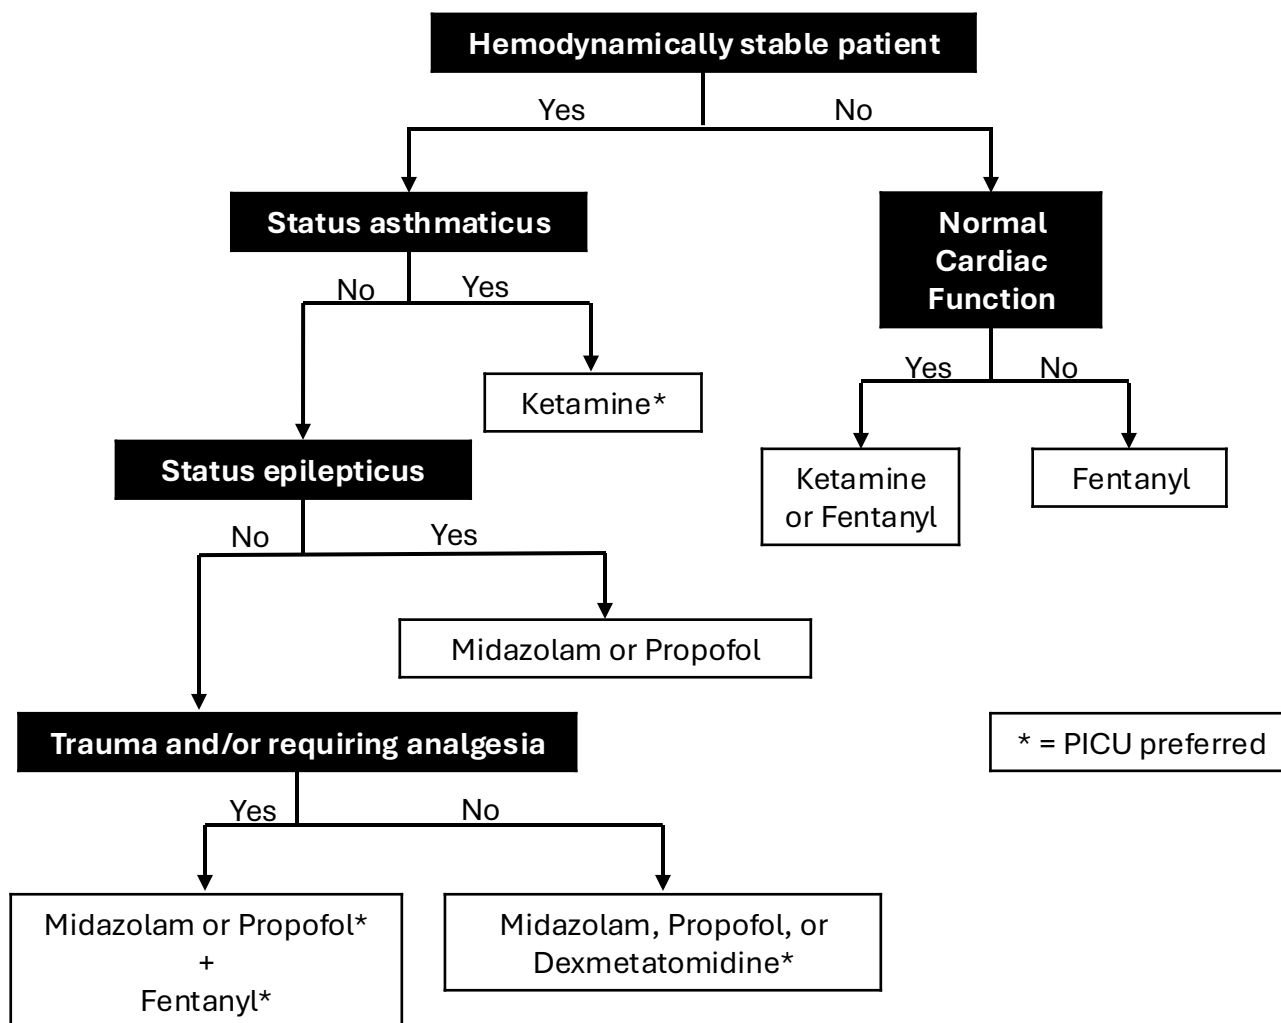 Hemodynamically stable patient
Yes
No
Status asthmaticus
Normal
Cardiac
Function
No
Yes
Yes
No
Ketamine*
Status epilepticus
Ketamine
or Fentanyl
Fentanyl
No
Yes
Midazolam or Propofol
Trauma and/or requiring analgesia
* = PICU preferred
Yes
No
Midazolam or Propofol*
+
Fentanyl*
Midazolam, Propofol, or
Dexmetatomidine*